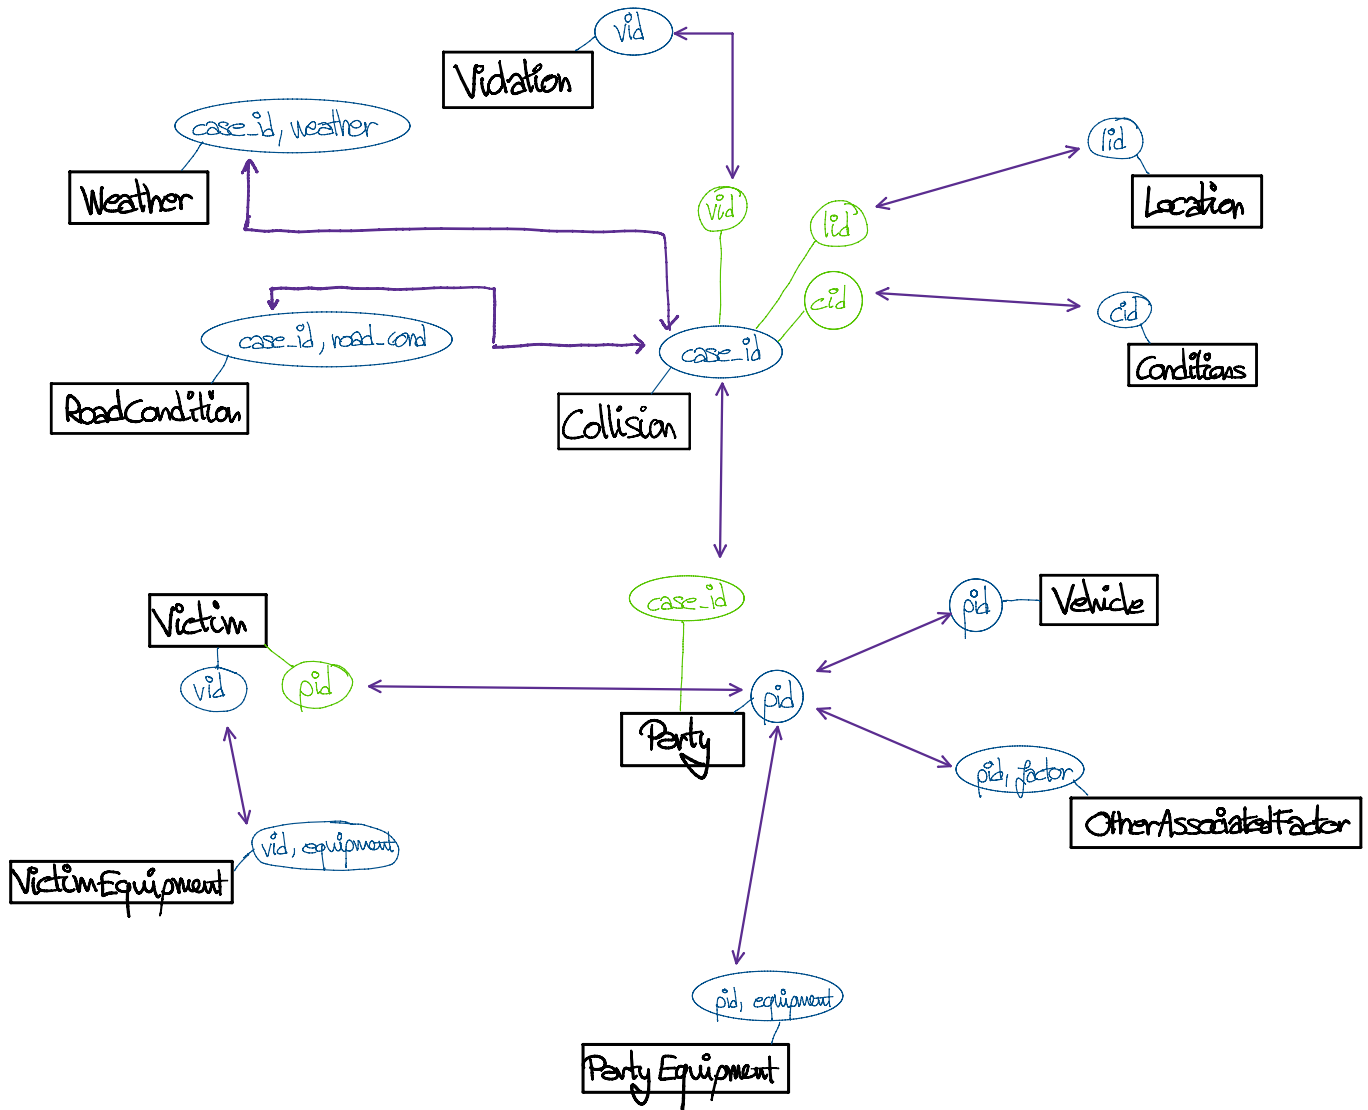 vid
Violation
case_id, weather
Weather
lid
Location
vid
lid
cid
cid
Conditions
case_id, road_cond
RoadCondition
case_id
Collision
case_id
pid
Vehicle
Victim
vid
pid
pid
Party
pid, factor
OtherAssociatedFactor
vid, equipment
VictimEquipment
pid, equipment
Party Equipment